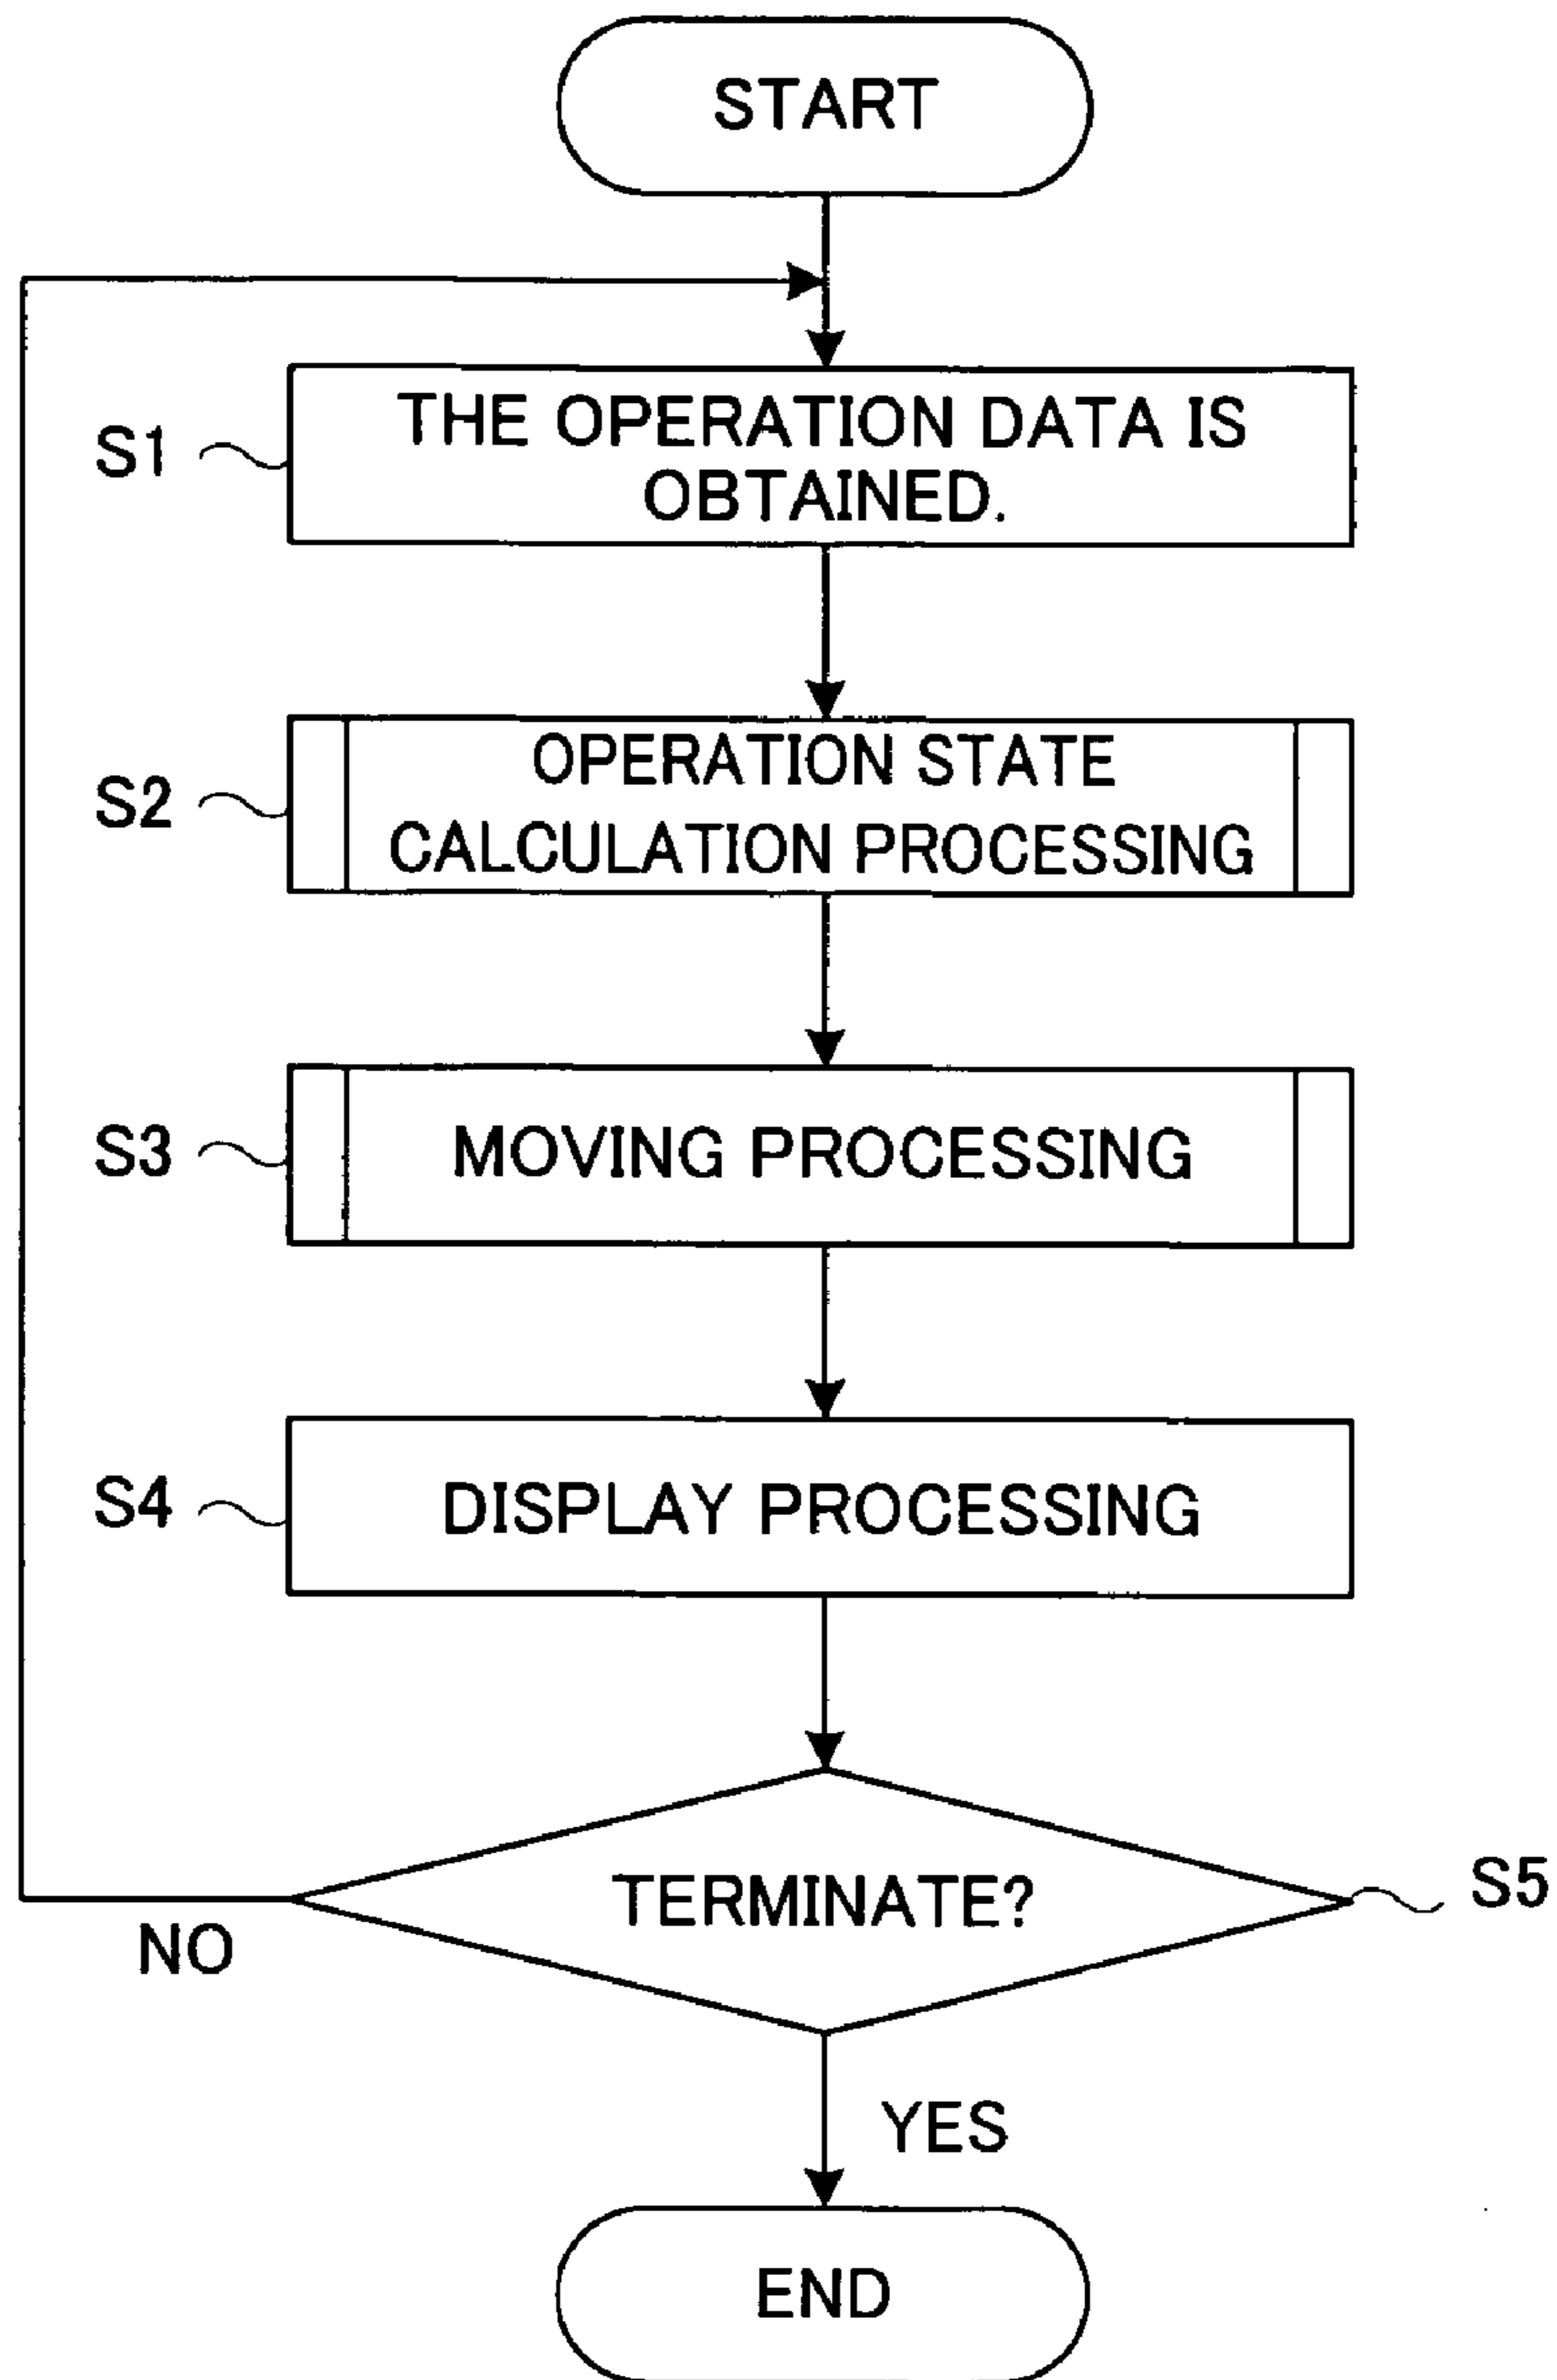 START
S1
THE OPERATION DATA IS
OBTAINED.
S2
OPERATION STATE
CALCULATION PROCESSING
S3
MOVING PROCESSING
S4
DISPLAY PROCESSING
TERMINATE?
S5
NO
YES
END